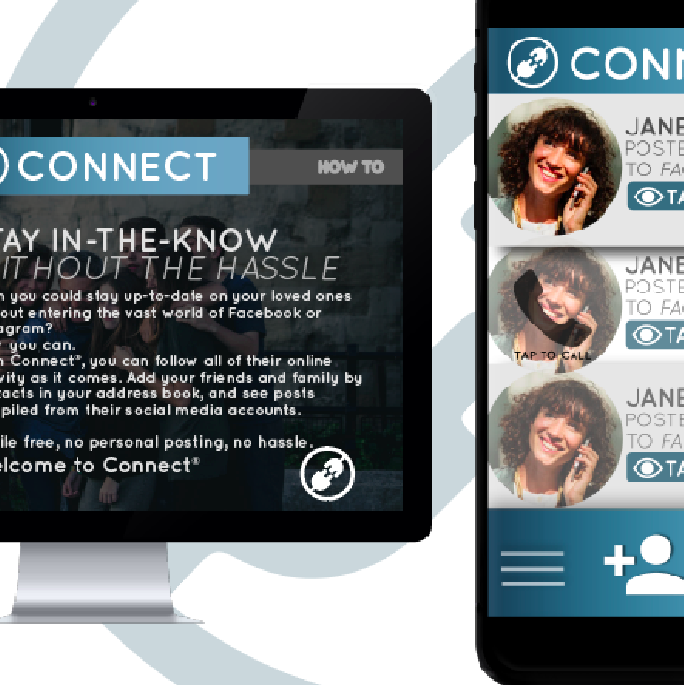 CONNECT
HOW TO
TAY IN-THE-KNOW
ITHOUT THE HASSLE
you could stay up-to-date on your loved ones
out entering the vast world of Facebook or
agram?
you can.
Connect®, you can follow all of their online
vity as it comes. Add your friends and family by
tacts in your address book, and see posts
piled from their social media accounts.
ile free, no personal posting, no hassle.
elcome to Connect®
CONN
JANE
POSTE
TO FA
TA
JANE
POSTE
TO FA
TA
TAP TO CALL
JANE
POSTE
TO FA
TA